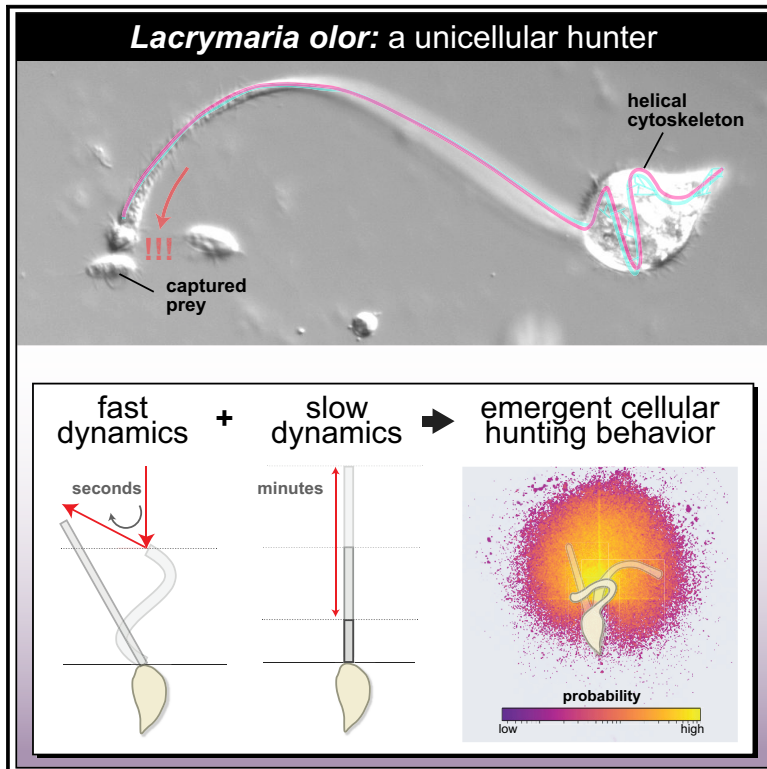 Lacrymaria olor: a unicellular hunter
helical
cytoskeleton
!!!
captured
prey
fast
dynamics
+
slow
dynamics
emergent cellular
hunting behavior
seconds
minutes
probability
low
high